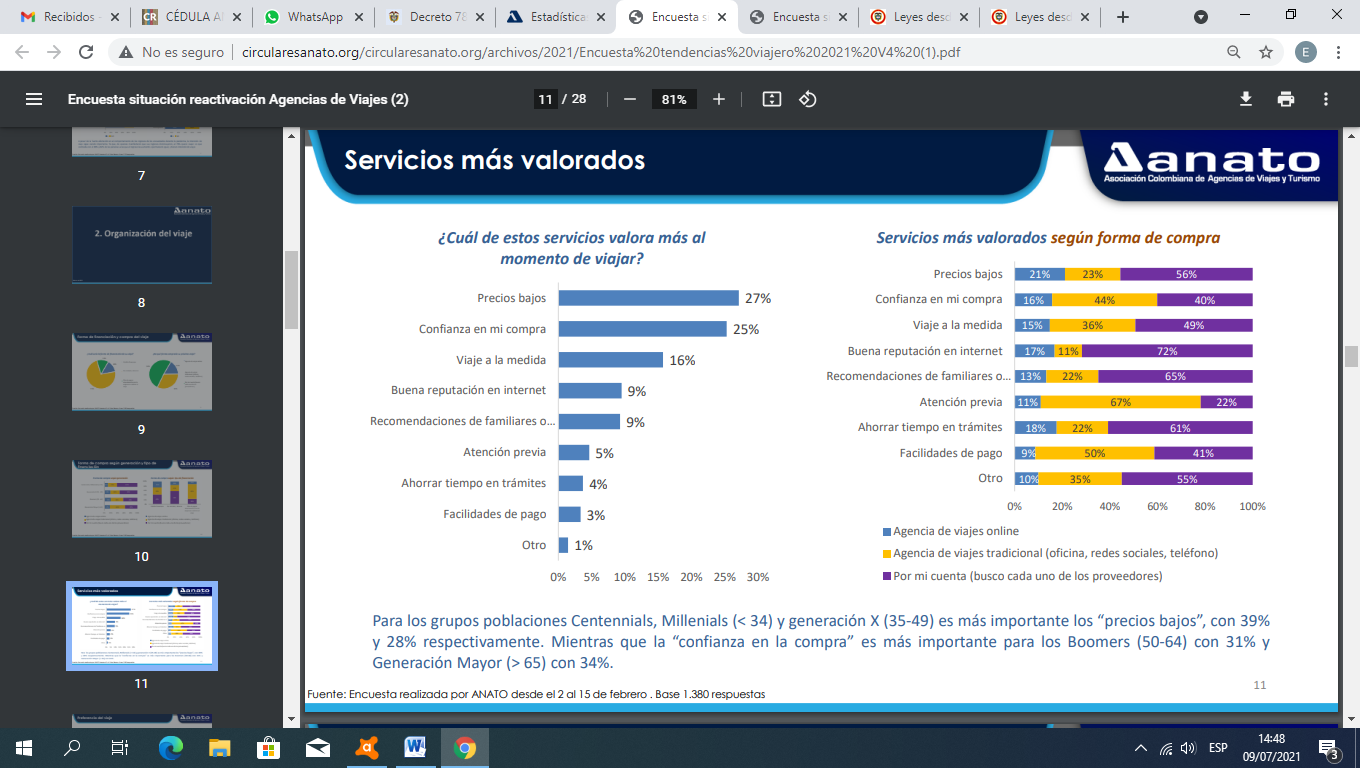 Recibidos -
CÉDULA A
WhatsApp
Decreto 78
Estadística
Encuesta s
Encuesta s
Leyes desd
Leyes desd
No es seguro
circularesanato.org/circularesanato.org/archivos/2021/Encuesta%20tendencias%20viajero%202021%20V4%20(1).pdf
E
Encuesta situación reactivación Agencias de Viajes (2)
11 / 28
81%
7
2. Organización del viaje
8
9
10
11
Servicios más valorados
anato
Asociación Colombiana de Agencias de Viajes y Turismo
¿Cuál de estos servicios valora más al
momento de viajar?
Precios bajos 27%
Confianza en mi compra 25%
Viaje a la medida 16%
Buena reputación en internet 9%
Recomendaciones de familiares o... 9%
Atención previa 5%
Ahorrar tiempo en trámites 4%
Facilidades de pago 3%
Otro 1%
0% 5% 10% 15% 20% 25% 30%
Servicios más valorados según forma de compra
Precios bajos 21% 23% 56%
Confianza en mi compra 16% 44% 40%
Viaje a la medida 15% 36% 49%
Buena reputación en internet 17% 11% 72%
Recomendaciones de familiares o... 13% 22% 65%
Atención previa 11% 67% 22%
Ahorrar tiempo en trámites 18% 22% 61%
Facilidades de pago 9% 50% 41%
Otro 10% 35% 55%
0% 20% 40% 60% 80% 100%
Agencia de viajes online
Agencia de viajes tradicional (oficina, redes sociales, teléfono)
Por mi cuenta (busco cada uno de los proveedores)
Para los grupos poblaciones Centennials, Millenials (< 34) y generación X (35-49) es más importante los “precios bajos”, con 39%
y 28% respectivamente. Mientras que la “confianza en la compra” es más importante para los Boomers (50-64) con 31% y
Generación Mayor (> 65) con 34%.
11
Fuente: Encuesta realizada por ANATO desde el 2 al 15 de febrero . Base 1.380 respuestas
ESP
14:48
09/07/2021
3